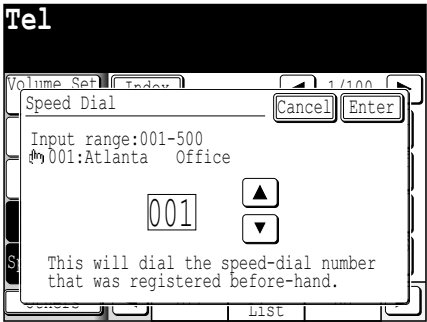 Tel
Volume Set
Index
1/100
Speed Dial
Cancel
Enter
Input range:001-500
001:Atlanta Office
001
This will dial the speed-dial number
that was registered before-hand.
List